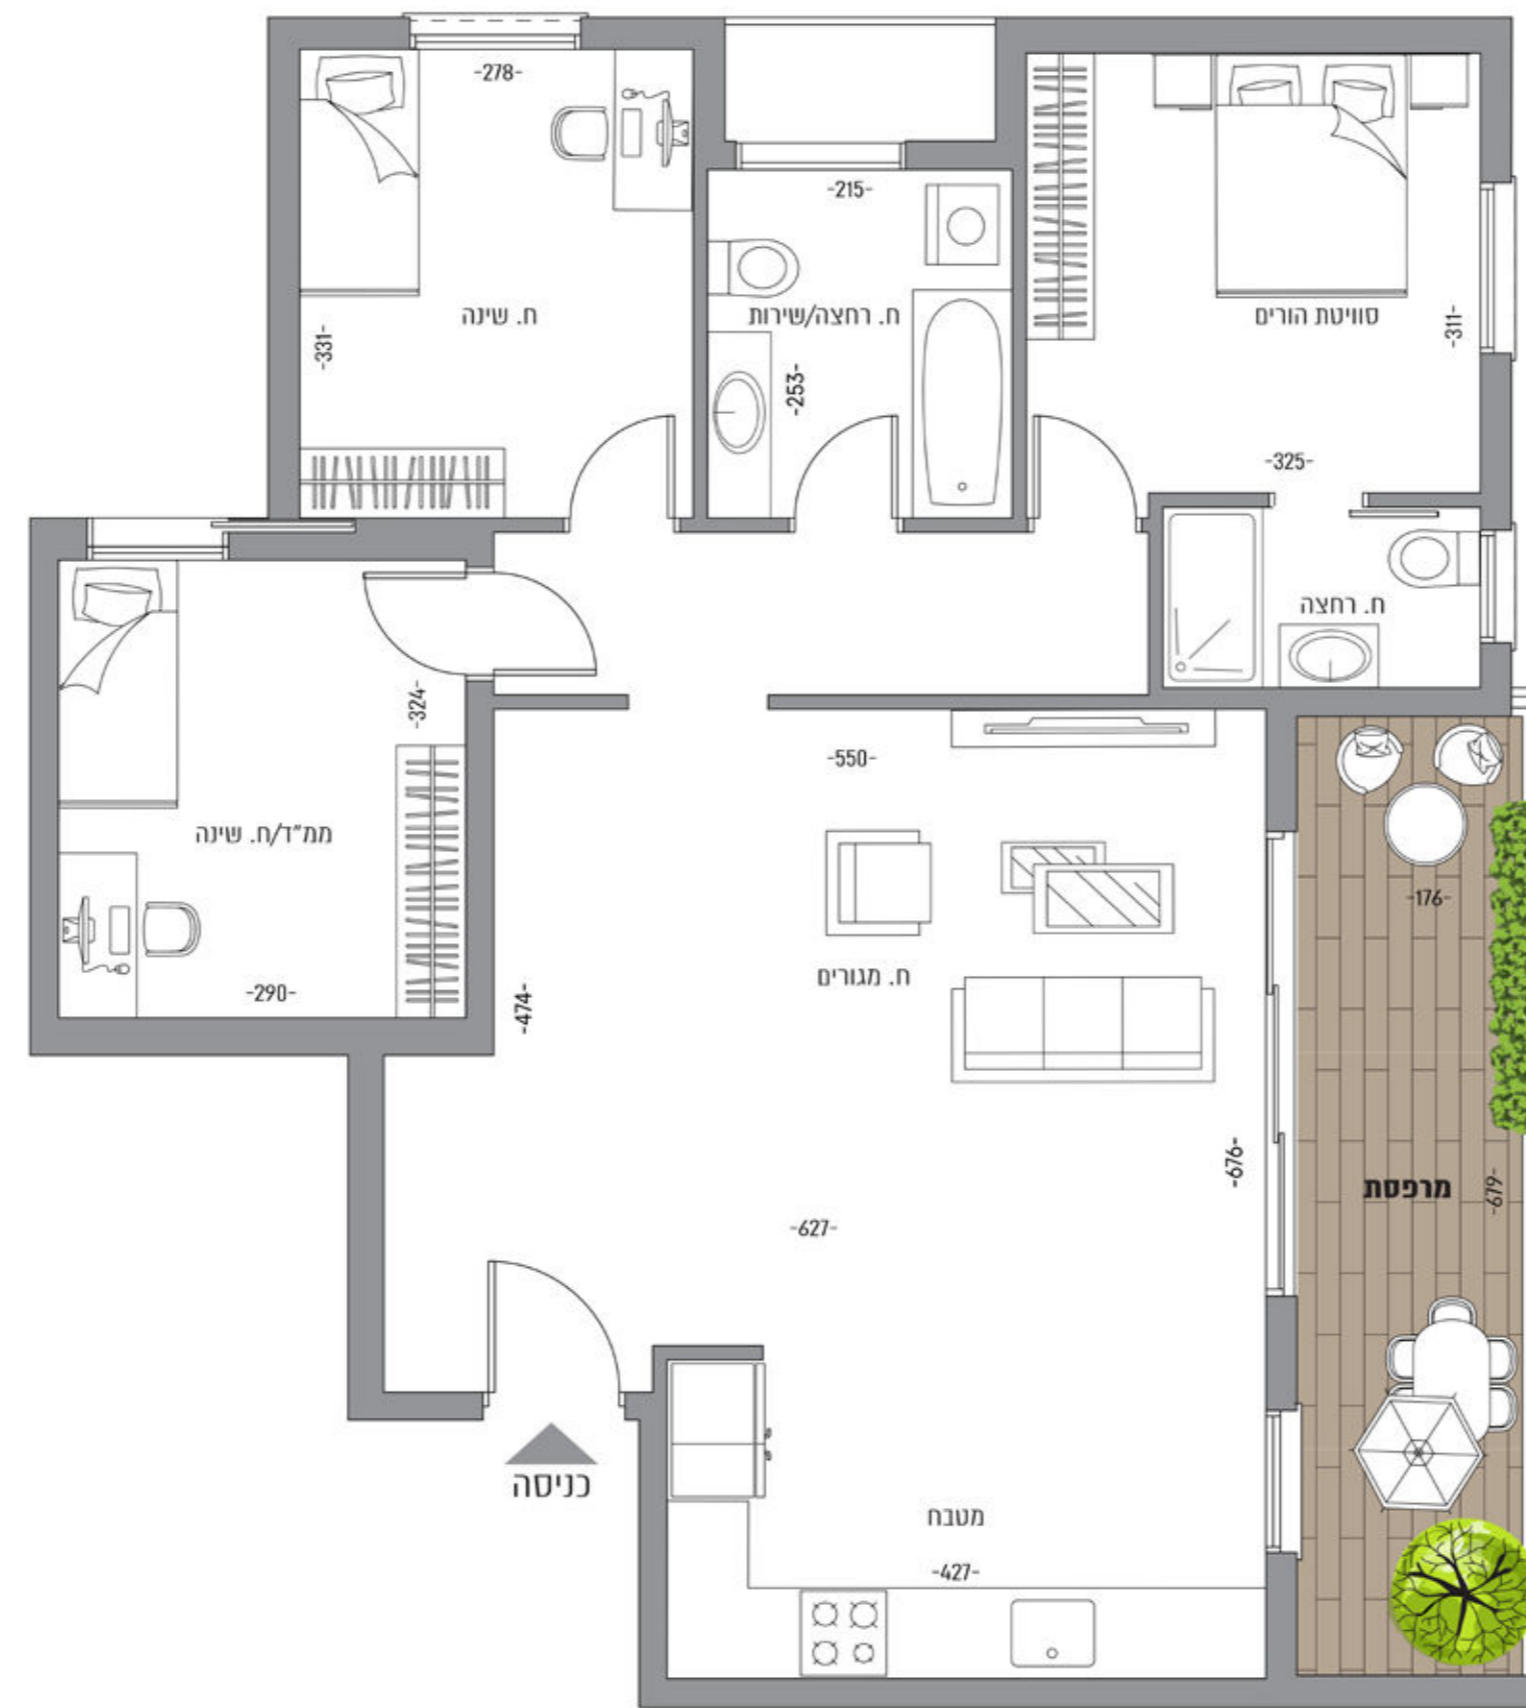 -278-
-215-
ח. שינה
ח. רחצה/שירות
סוויטת הורים
-331-
-311-
-253-
-325-
ח. רחצה
-324-
-550-
ממ"ד/ח. שינה
-176-
ח. מגורים
-290-
-474-
-676-
מרפסת
-679-
-627-
כניסה
מטבח
-427-